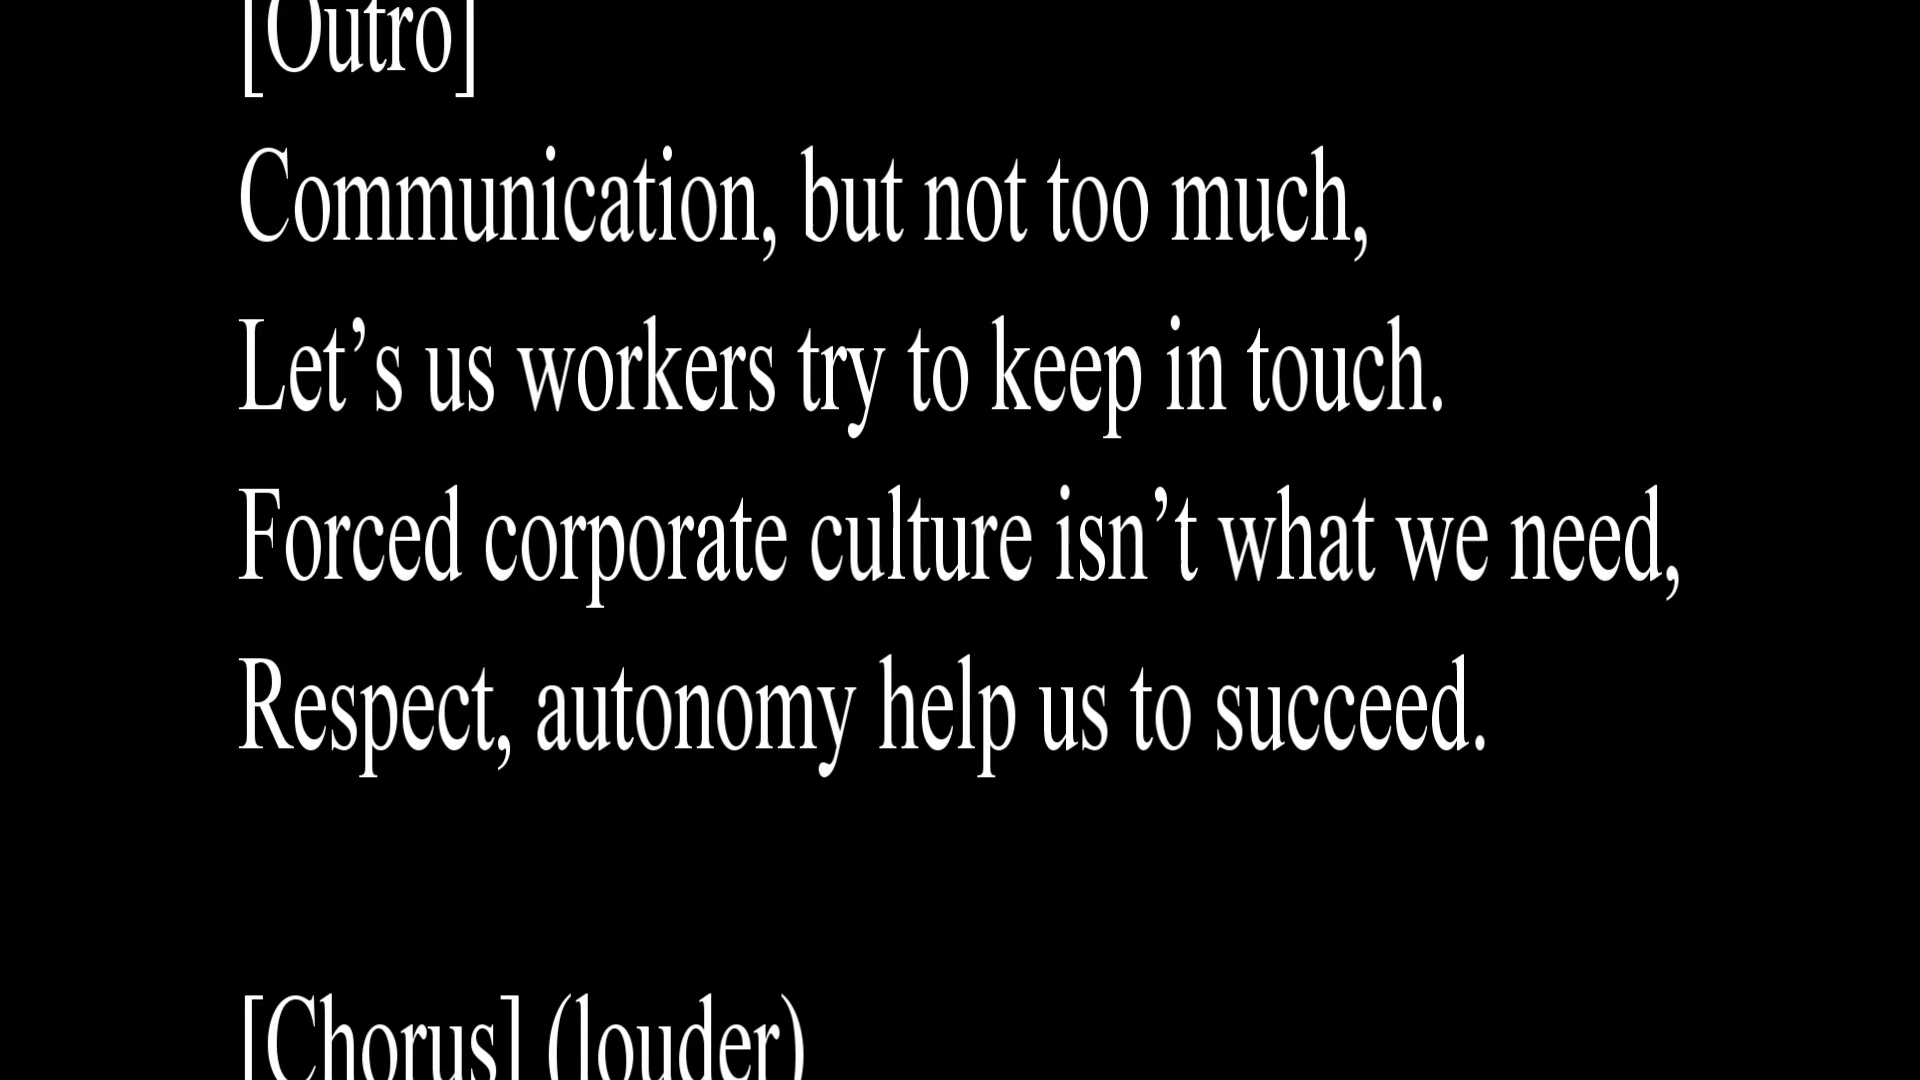 [Outro]
Communication, but not too much,
Let’s us workers try to keep in touch.
Forced corporate culture isn’t what we need,
Respect, autonomy help us to succeed.
[Chorus] (louder)